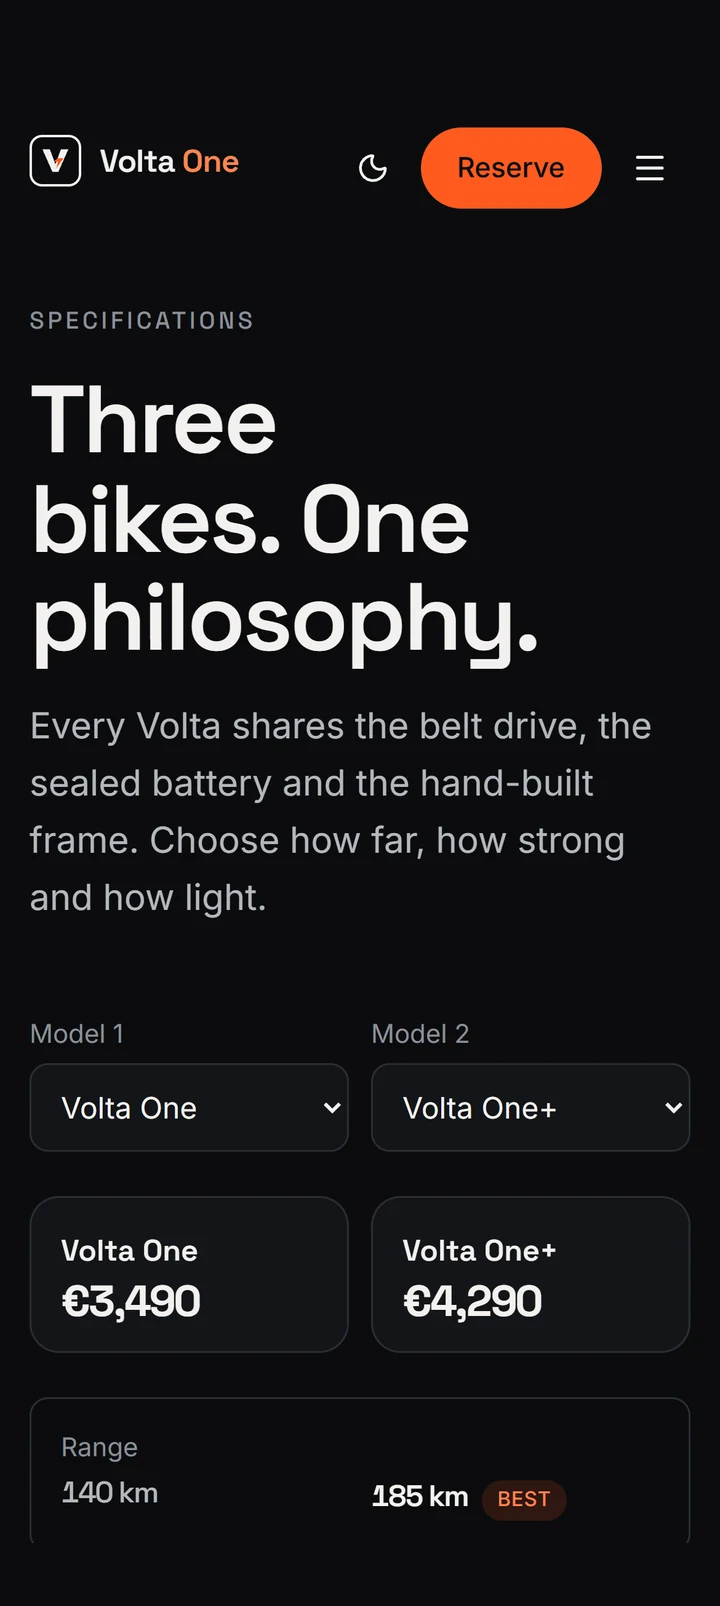 Volta One
Reserve
SPECIFICATIONS
Three
bikes. One
philosophy.
Every Volta shares the belt drive, the
sealed battery and the hand-built
frame. Choose how far, how strong
and how light.
Model 1
Model 2
Volta One
Volta One+
Volta One
€3,490
Volta One+
€4,290
Range
140 km
185 km BEST